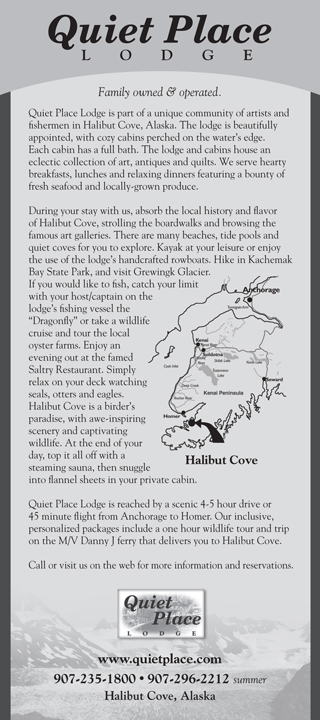 Quiet Place
LODGE
Family owned & operated.
Quiet Place Lodge is part of a unique community of artists and
fishermen in Halibut Cove, Alaska. The lodge is beautifully
appointed, with cozy cabins perched on the water's edge.
Each cabin has a full bath. The lodge and cabins house an
eclectic collection of art, antiques and quilts. We serve hearty
breakfasts, lunches and relaxing dinners featuring a bounty of
fresh seafood and locally-grown produce.
During your stay with us, absorb the local history and flavor
of Halibut Cove, strolling the boardwalks and browsing the
famous art galleries. There are many beaches, tide pools and
quiet coves for you to explore. Kayak at your leisure or enjoy
the use of the lodge's handcrafted rowboats. Hike in Kachemak
Bay State Park, and visit Grewingk Glacier.
If you would like to fish, catch your limit
with your host/captain on the
lodge's fishing vessel the
"Dragonfly" or take a wildlife
cruise and tour the local
oyster farms. Enjoy an
evening out at the famed
Saltry Restaurant. Simply
relax on your deck watching
seals, otters and eagles.
Halibut Cove is a birder's
paradise, with awe-inspiring
scenery and captivating
wildlife. At the end of your
day, top it all off with a
steaming sauna, then snuggle
into flannel sheets in your private cabin.
Anchorage
Kenai
Soldotna
Cook Inlet
Seward
Kenai Peninsula
Homer
Halibut Cove
Quiet Place Lodge is reached by a scenic 4-5 hour drive or
45 minute flight from Anchorage to Homer. Our inclusive,
personalized packages include a one hour wildlife tour and trip
on the M/V Danny J ferry that delivers you to Halibut Cove.
Call or visit us on the web for more information and reservations.
Quiet
Place
LODGE
www.quietplace.com
907-235-1800 • 907-296-2212 summer
Halibut Cove, Alaska